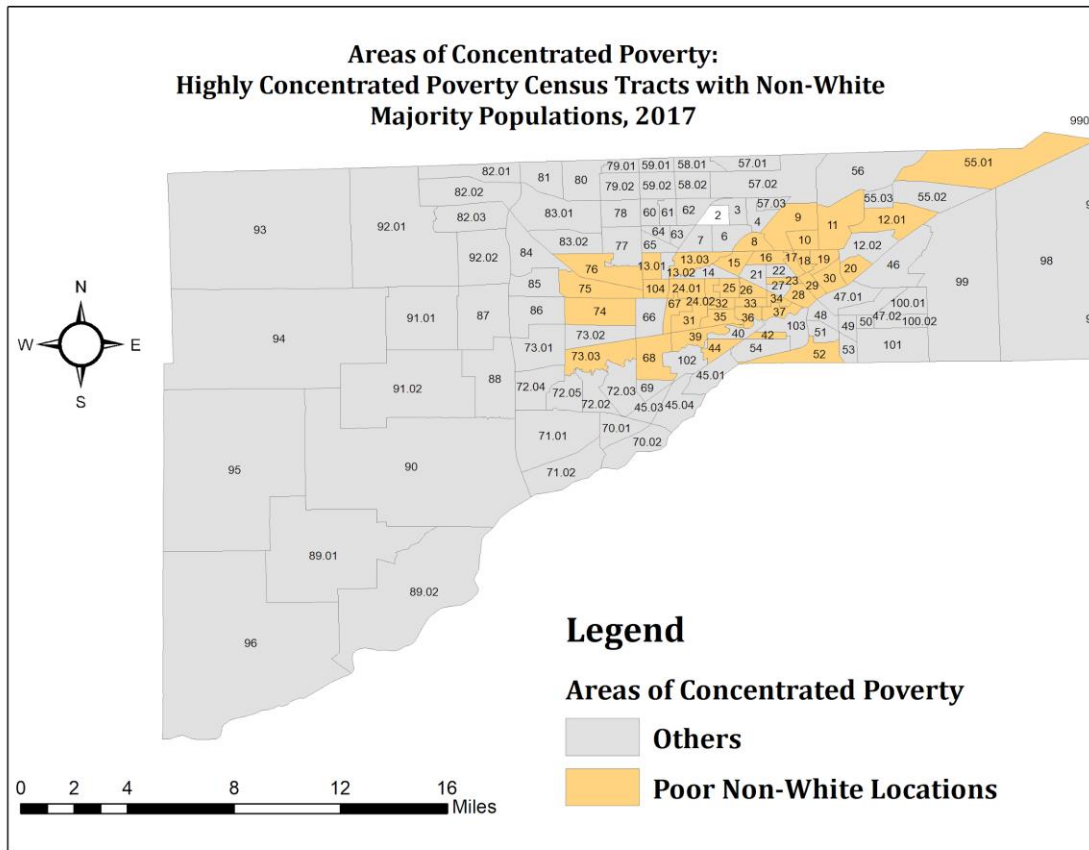 Areas of Concentrated Poverty:
Highly Concentrated Poverty Census Tracts with Non-White
Majority Populations, 2017
990
82.01 81 80 79.01 59.01 58.01 57.01 56 55.01
82.02 79.02 59.02 58.02 57.02 55.03 55.02
93 92.01 82.03 83.01 78 60 61 62 2 3 57.03 4 9 11 12.01
83.02 77 64 63 65 7 6 8 10 12.02
92.02 84 76 13.01 13.03 13.02 14 15 16 17 18 19 20 46 99 98
85 75 104 24.01 25 26 21 22 27 23 29 30 47.01 100.01
94 91.01 87 86 74 66 67 24.02 32 33 34 28 37 48 47.02 100.02
73.01 73.02 31 35 36 40 42 103 51 49 50 101
91.02 88 73.03 68 39 102 44 54 52 53
72.04 72.05 72.02 72.03 69 45.01 45.03 45.04
71.01 70.01 70.02
95 90 71.02
89.01
89.02
96
N
W E
S
Legend
Areas of Concentrated Poverty
Others
Poor Non-White Locations
0 2 4 8 12 16
Miles